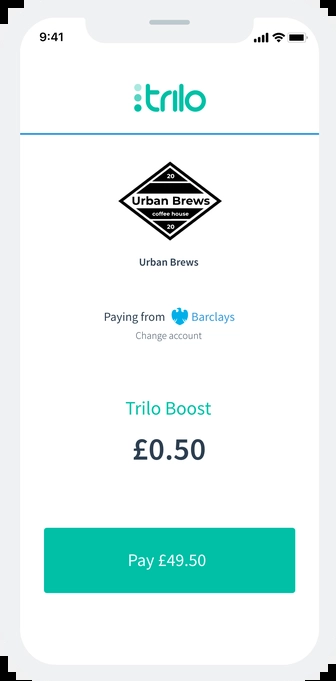 9:41
trilo
20
Urban Brews
coffee house
20
Urban Brews
Paying from Barclays
Change account
Trilo Boost
£0.50
Pay £49.50